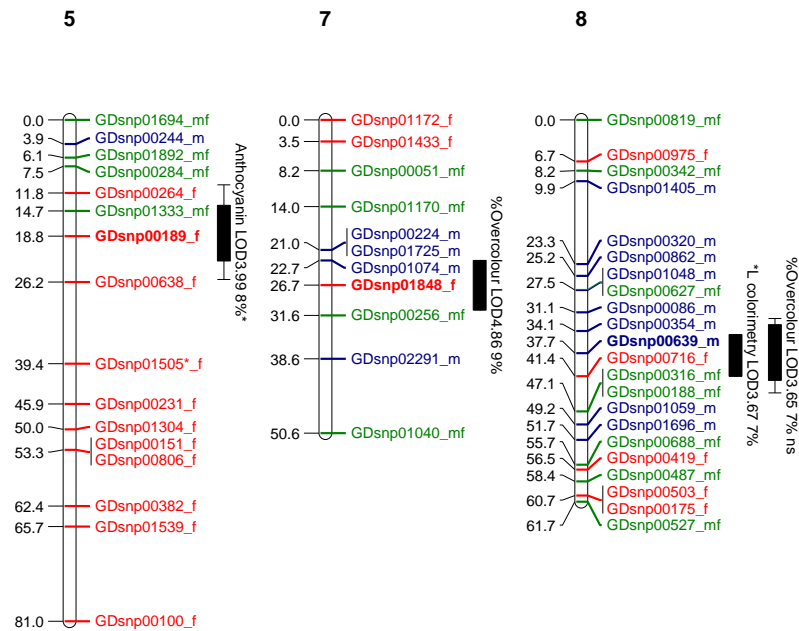 5
7
8
0.0 GDsnp01694_mf
3.9 GDsnp00244_m
6.1 GDsnp01892_mf
7.5 GDsnp00284_mf
11.8 GDsnp00264_f
14.7 GDsnp01333_mf
18.8 GDsnp00189_f
26.2 GDsnp00638_f
39.4 GDsnp01505*_f
45.9 GDsnp00231_f
50.0 GDsnp01304_f
53.3 GDsnp00151_f
GDsnp00806_f
62.4 GDsnp00382_f
65.7 GDsnp01539_f
81.0 GDsnp00100_f
Anthocyanin LOD3.99 8%*
0.0 GDsnp01172_f
3.5 GDsnp01433_f
8.2 GDsnp00051_mf
14.0 GDsnp01170_mf
21.0 GDsnp00224_m
GDsnp01725_m
22.7 GDsnp01074_m
26.7 GDsnp01848_f
31.6 GDsnp00256_mf
38.6 GDsnp02291_m
50.6 GDsnp01040_mf
%Overcolour LOD4.86 9%
0.0 GDsnp00819_mf
6.7 GDsnp00975_f
8.2 GDsnp00342_mf
9.9 GDsnp01405_m
23.3 GDsnp00320_m
25.2 GDsnp00862_m
27.5 GDsnp01048_m
GDsnp00627_mf
31.1 GDsnp00086_m
34.1 GDsnp00354_m
37.7 GDsnp00639_m
41.4 GDsnp00716_f
47.1 GDsnp00316_mf
GDsnp00188_mf
49.2 GDsnp01059_m
51.7 GDsnp01696_m
55.7 GDsnp00688_mf
56.5 GDsnp00419_f
58.4 GDsnp00487_mf
60.7 GDsnp00503_f
GDsnp00175_f
61.7 GDsnp00527_mf
*L colorimetry LOD3.67 7%
%Overcolour LOD3.65 7% ns